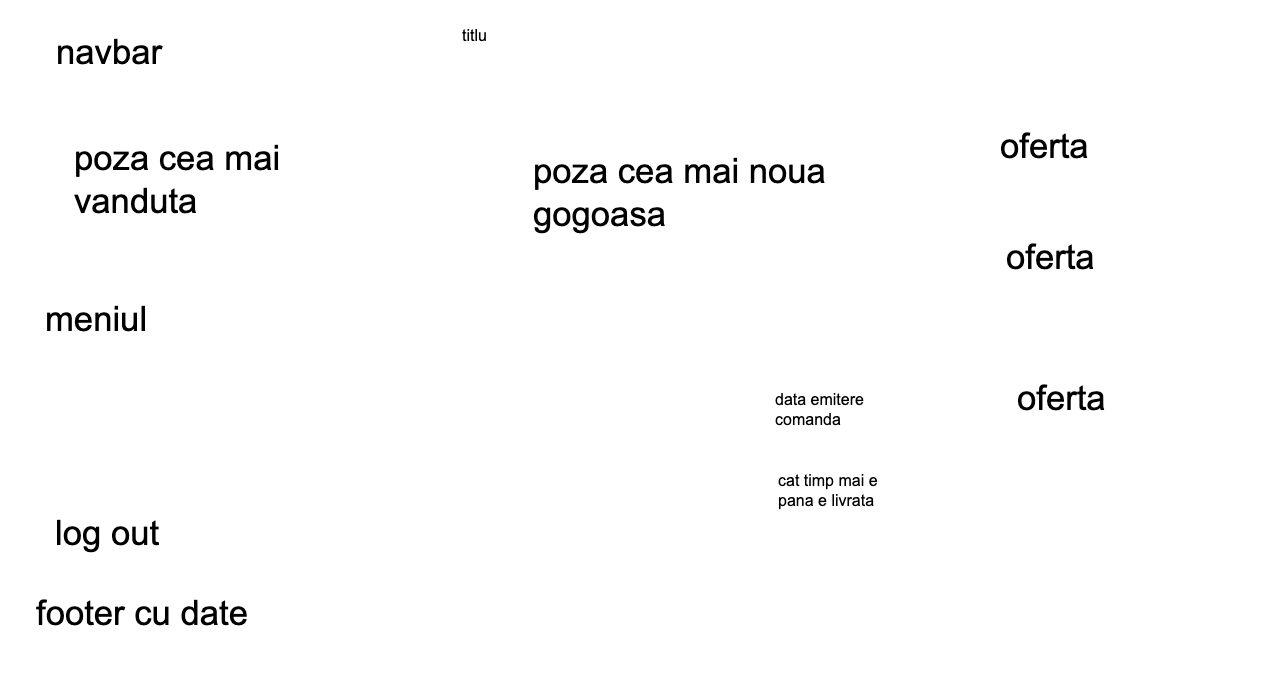 navbar
titlu
poza cea mai
vanduta
poza cea mai noua
gogoasa
oferta
oferta
meniul
data emitere
comanda
oferta
cat timp mai e
pana e livrata
log out
footer cu date